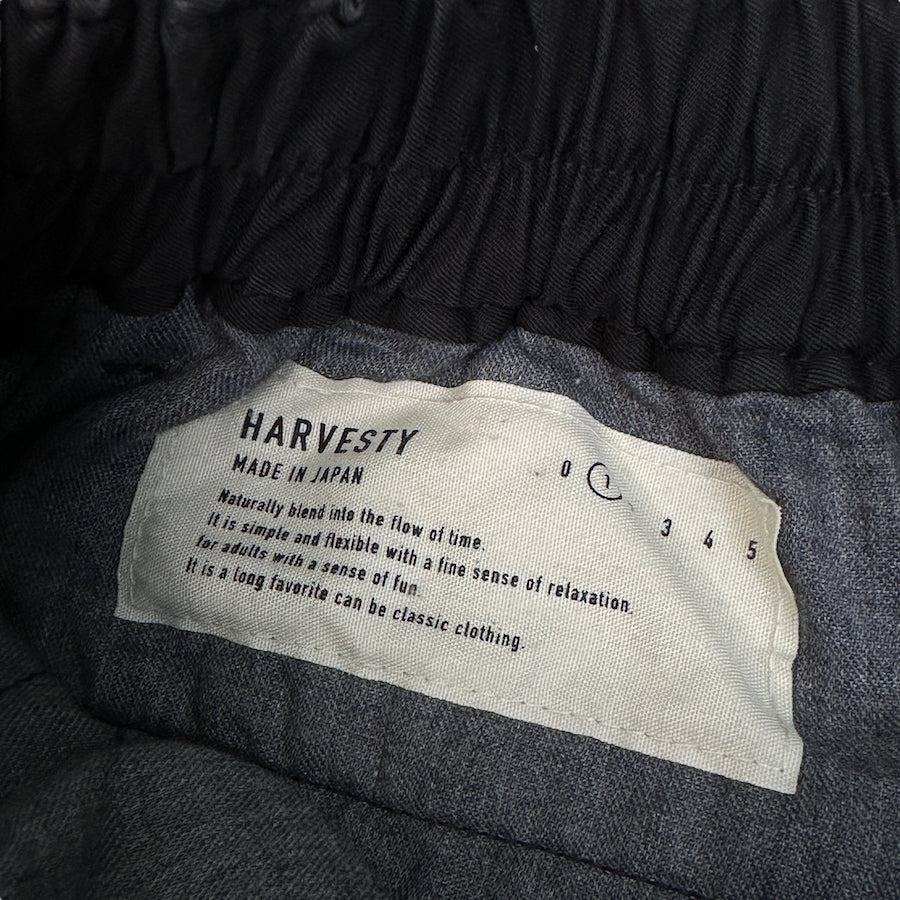 HARVESTY
MADE IN JAPAN
0 1 3 4 5
Naturally blend into the flow of time.
It is simple and flexible with a fine sense of relaxation.
for adults with a sense of fun.
It is a long favorite can be classic clothing.